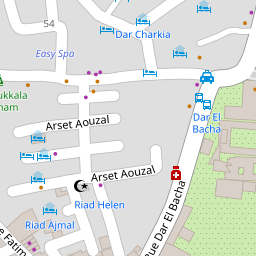 54
Dar Charkia
Easy Spa
ukkala
nam
Arset Aouzal
Dar El
Bacha
Arset Aouzal
Riad Helen
Riad Ajmal
Rue Dar El Bacha
e Fatim